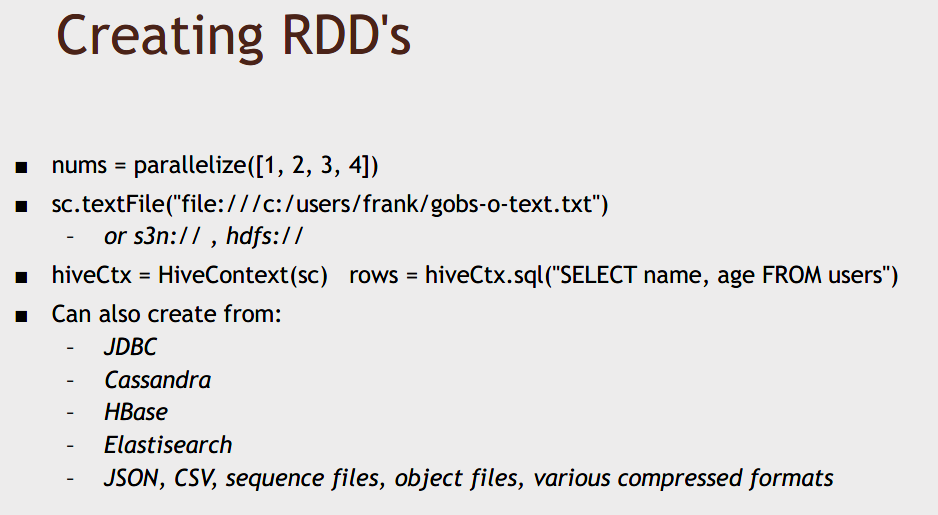 Creating RDD's
■ nums = parallelize([1, 2, 3, 4])
■ sc.textFile("file:///c:/users/frank/gobs-o-text.txt")
– or s3n:// , hdfs://
■ hiveCtx = HiveContext(sc) rows = hiveCtx.sql("SELECT name, age FROM users")
■ Can also create from:
– JDBC
– Cassandra
– HBase
– Elastisearch
– JSON, CSV, sequence files, object files, various compressed formats